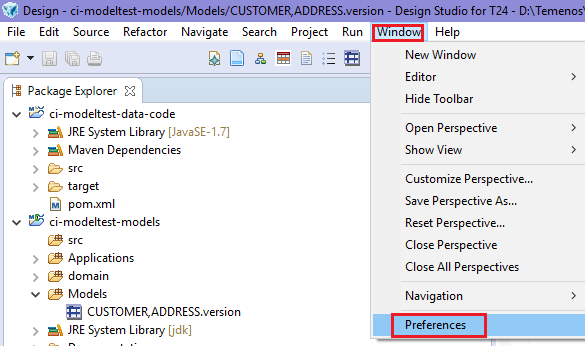 Design - ci-modeltest-models/Models/CUSTOMER,ADDRESS.version - Design Studio for T24 - D:\Temenos\
File Edit Source Refactor Navigate Search Project Run Window Help
New Window
Editor
Hide Toolbar
Open Perspective
Show View
Customize Perspective...
Save Perspective As...
Reset Perspective...
Close Perspective
Close All Perspectives
Navigation
Preferences
Package Explorer
ci-modeltest-data-code
JRE System Library [JavaSE-1.7]
Maven Dependencies
src
target
pom.xml
ci-modeltest-models
src
Applications
domain
Models
CUSTOMER,ADDRESS.version
JRE System Library [jdk]